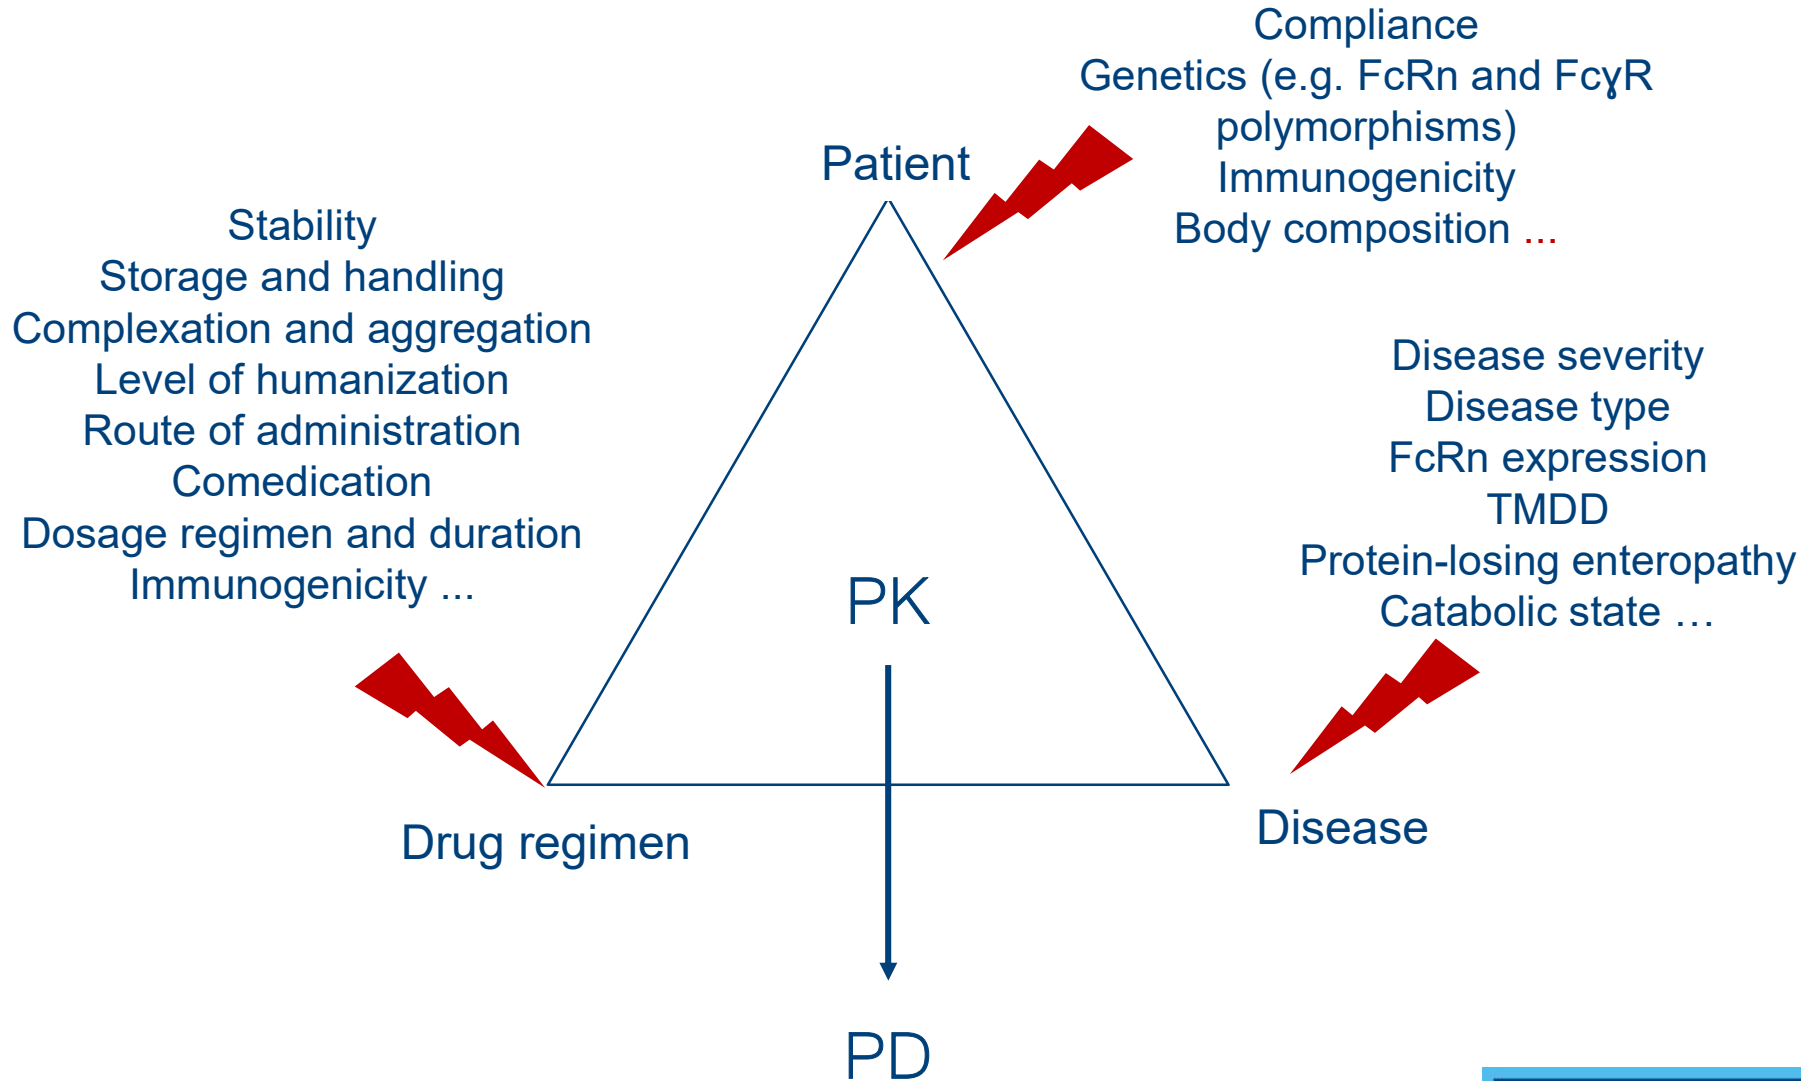 Compliance
Genetics (e.g. FcRn and FcɣR
polymorphisms)
Immunogenicity
Body composition ...
Patient
Stability
Storage and handling
Complexation and aggregation
Level of humanization
Route of administration
Comedication
Dosage regimen and duration
Immunogenicity ...
Disease severity
Disease type
FcRn expression
TMDD
Protein-losing enteropathy
Catabolic state …
PK
Drug regimen
Disease
PD